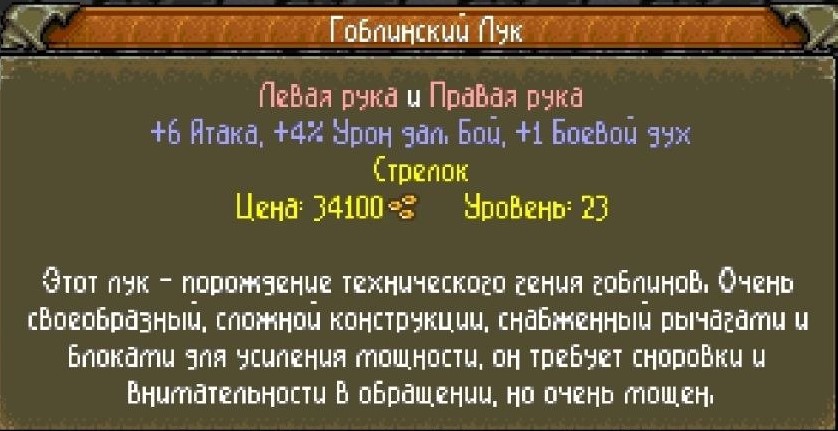 Гоблинский Лук
Левая рука и Правая рука
+6 Атака, +4% Урон дал. Бой, +1 Боевой дух
Стрелок
Цена: 34100 Уровень: 23
Этот лук - порождение технического гения гоблинов. Очень
своеобразный, сложной конструкции, снабженный рычагами и
блоками для усиления мощности, он требует сноровки и
внимательности в обращении, но очень мощен.